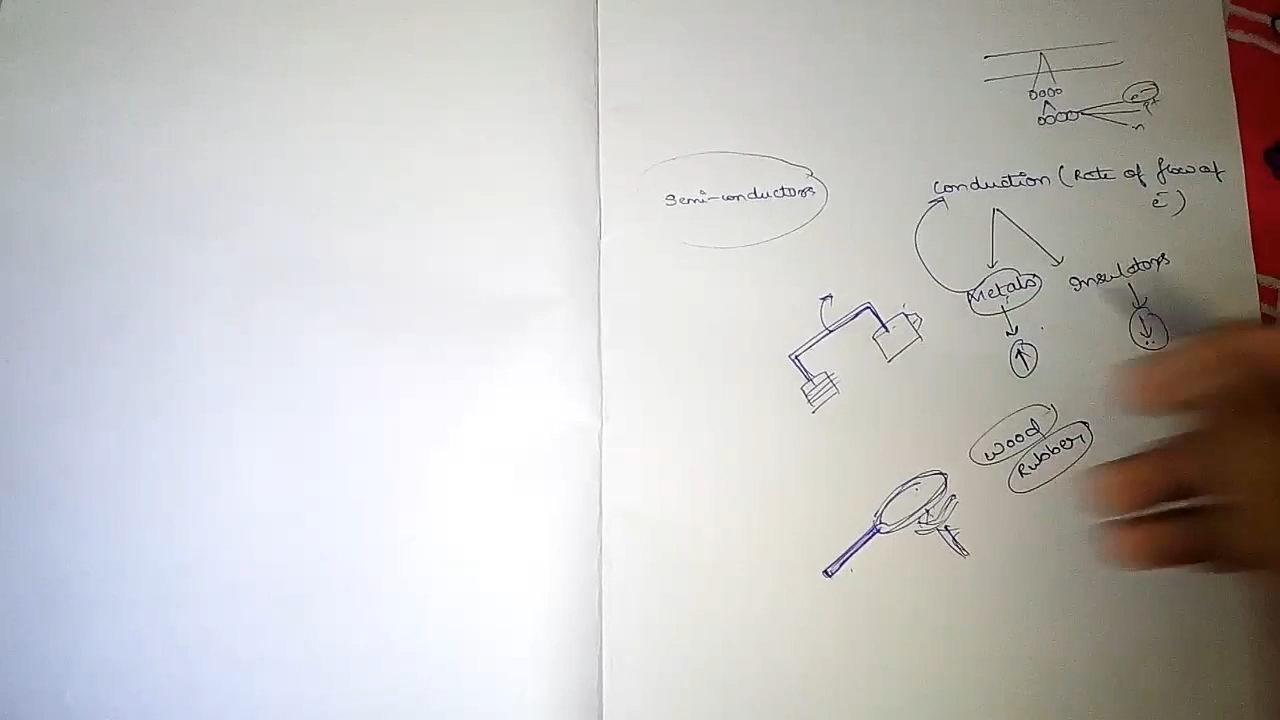 e-
p+
n
Semi-conductors
Conduction (Rate of flow of
e-)
Metals
Insulators
Wood
Rubber